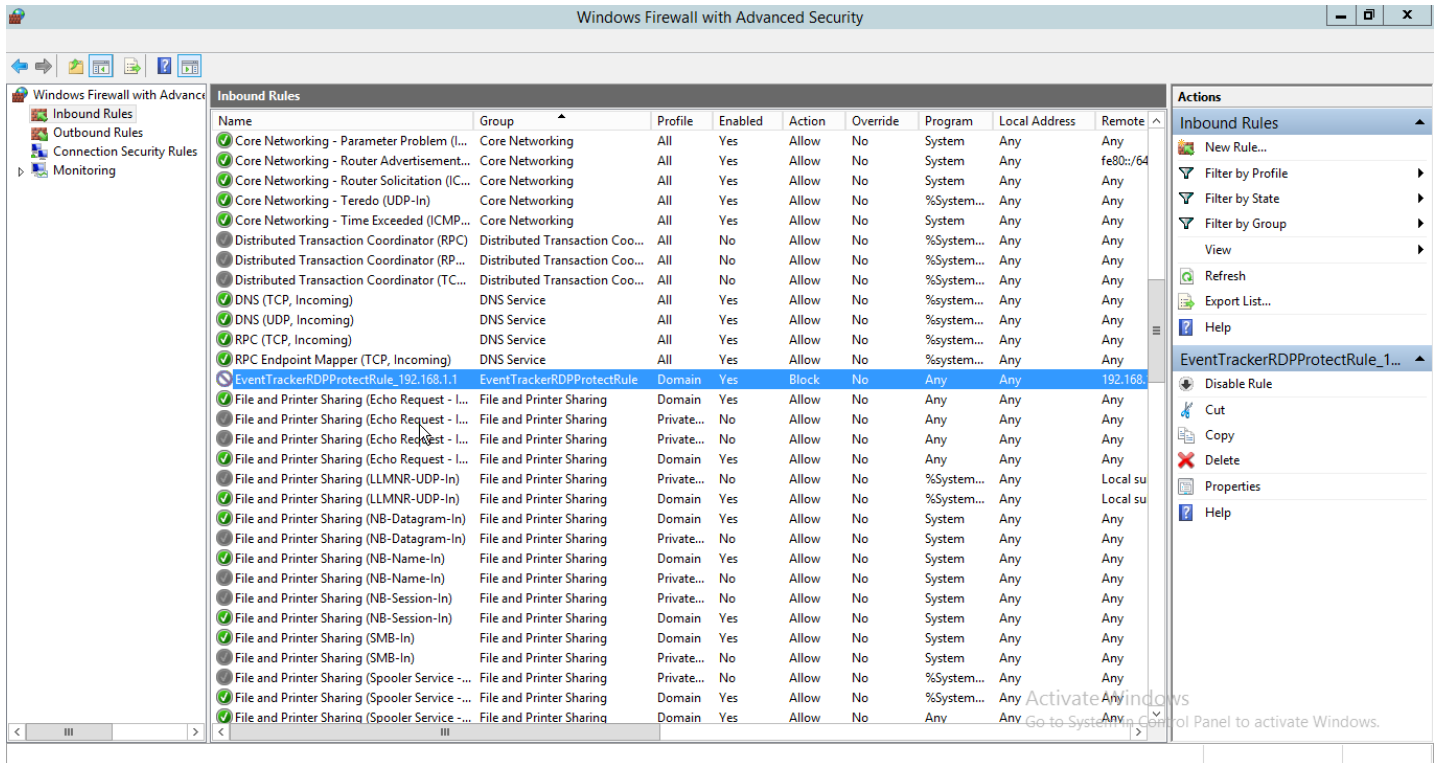 Windows Firewall with Advanced Security
Windows Firewall with Advance
Inbound Rules
Outbound Rules
Connection Security Rules
Monitoring
Inbound Rules
Name Group Profile Enabled Action Override Program Local Address Remote
Core Networking - Parameter Problem (I... Core Networking All Yes Allow No System Any Any
Core Networking - Router Advertisement... Core Networking All Yes Allow No System Any fe80::/64
Core Networking - Router Solicitation (IC... Core Networking All Yes Allow No System Any Any
Core Networking - Teredo (UDP-In) Core Networking All Yes Allow No %System... Any Any
Core Networking - Time Exceeded (ICMP... Core Networking All Yes Allow No System Any Any
Distributed Transaction Coordinator (RPC) Distributed Transaction Coo... All No Allow No %System... Any Any
Distributed Transaction Coordinator (RP... Distributed Transaction Coo... All No Allow No %System... Any Any
Distributed Transaction Coordinator (TC... Distributed Transaction Coo... All No Allow No %System... Any Any
DNS (TCP, Incoming) DNS Service All Yes Allow No %system... Any Any
DNS (UDP, Incoming) DNS Service All Yes Allow No %system... Any Any
RPC (TCP, Incoming) DNS Service All Yes Allow No %system... Any Any
RPC Endpoint Mapper (TCP, Incoming) DNS Service All Yes Allow No %system... Any Any
EventTrackerRDPProtectRule_192.168.1.1 EventTrackerRDPProtectRule Domain Yes Block No Any Any 192.168.
File and Printer Sharing (Echo Request - I... File and Printer Sharing Domain Yes Allow No Any Any Any
File and Printer Sharing (Echo Request - I... File and Printer Sharing Private... No Allow No Any Any Any
File and Printer Sharing (Echo Request - I... File and Printer Sharing Private... No Allow No Any Any Any
File and Printer Sharing (Echo Request - I... File and Printer Sharing Domain Yes Allow No Any Any Any
File and Printer Sharing (LLMNR-UDP-In) File and Printer Sharing Private... No Allow No %System... Any Local su
File and Printer Sharing (LLMNR-UDP-In) File and Printer Sharing Domain Yes Allow No %System... Any Local su
File and Printer Sharing (NB-Datagram-In) File and Printer Sharing Domain Yes Allow No System Any Any
File and Printer Sharing (NB-Datagram-In) File and Printer Sharing Private... No Allow No System Any Any
File and Printer Sharing (NB-Name-In) File and Printer Sharing Domain Yes Allow No System Any Any
File and Printer Sharing (NB-Name-In) File and Printer Sharing Private... No Allow No System Any Any
File and Printer Sharing (NB-Session-In) File and Printer Sharing Private... No Allow No System Any Any
File and Printer Sharing (NB-Session-In) File and Printer Sharing Domain Yes Allow No System Any Any
File and Printer Sharing (SMB-In) File and Printer Sharing Domain Yes Allow No System Any Any
File and Printer Sharing (SMB-In) File and Printer Sharing Private... No Allow No System Any Any
File and Printer Sharing (Spooler Service -... File and Printer Sharing Private... No Allow No %System... Any Any
File and Printer Sharing (Spooler Service -... File and Printer Sharing Domain Yes Allow No %System... Any Any
File and Printer Sharing (Spooler Service -... File and Printer Sharing Domain Yes Allow No Any Any Any
Actions
Inbound Rules
New Rule...
Filter by Profile
Filter by State
Filter by Group
View
Refresh
Export List...
Help
EventTrackerRDPProtectRule_1...
Disable Rule
Cut
Copy
Delete
Properties
Help
Activate Windows
Go to System in Control Panel to activate Windows.